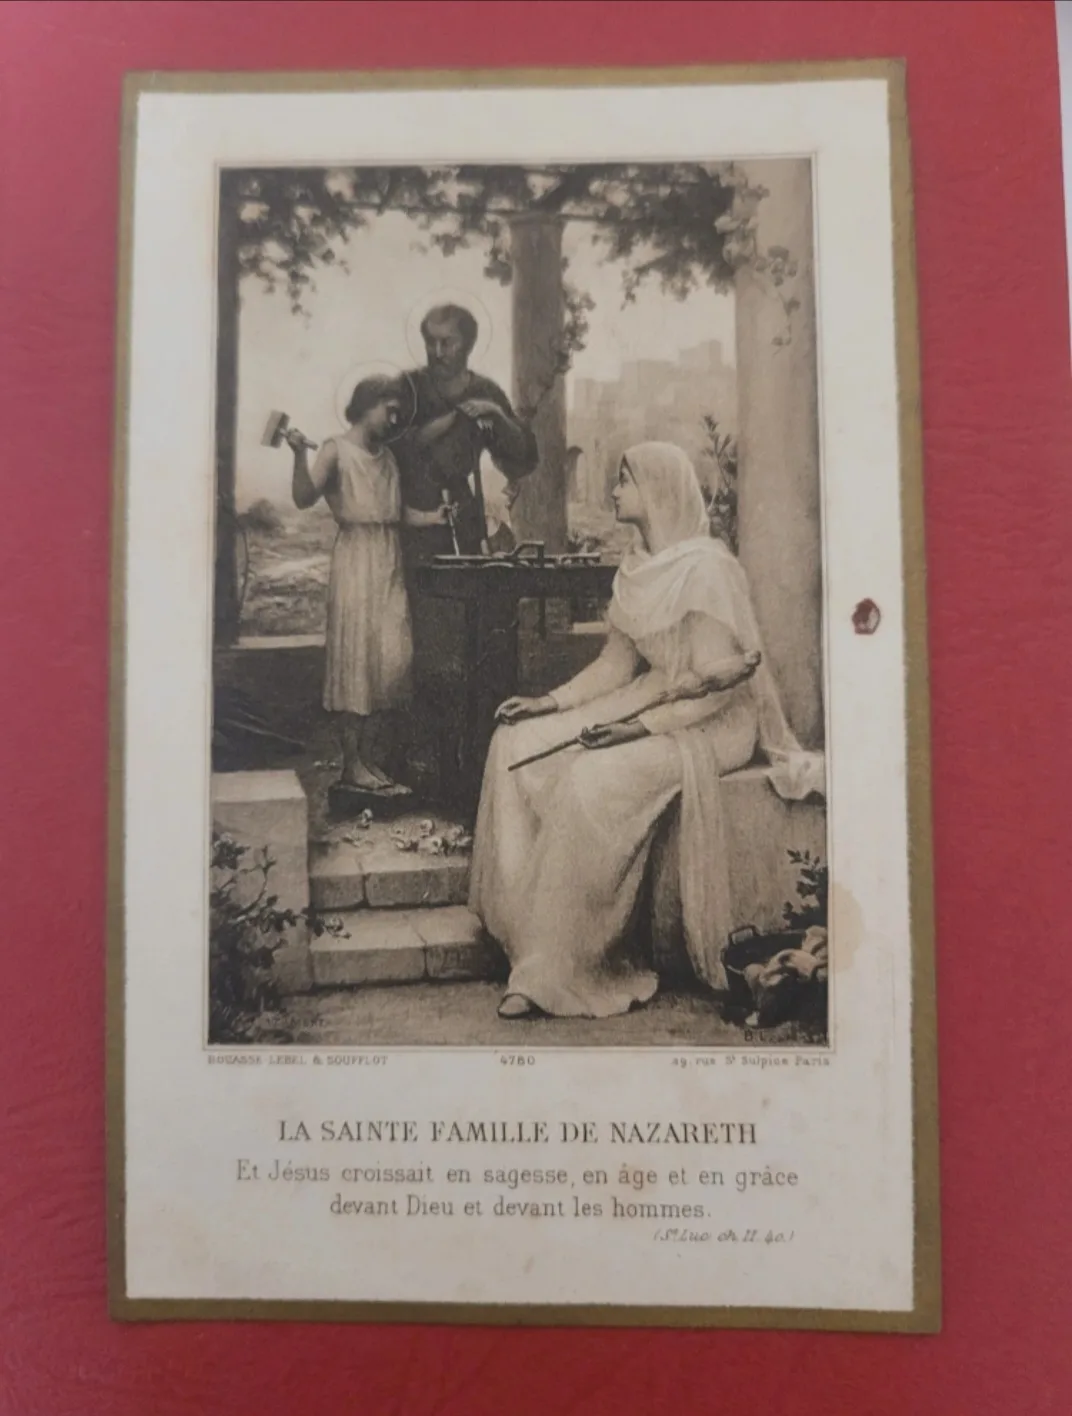 BOUASSE LEBEL & SOUFFLOT 4780 29, rue St Sulpice Paris
LA SAINTE FAMILLE DE NAZARETH
Et Jésus croissait en sagesse, en âge et en grâce
devant Dieu et devant les hommes.
(St Luc ch. II. 40.)